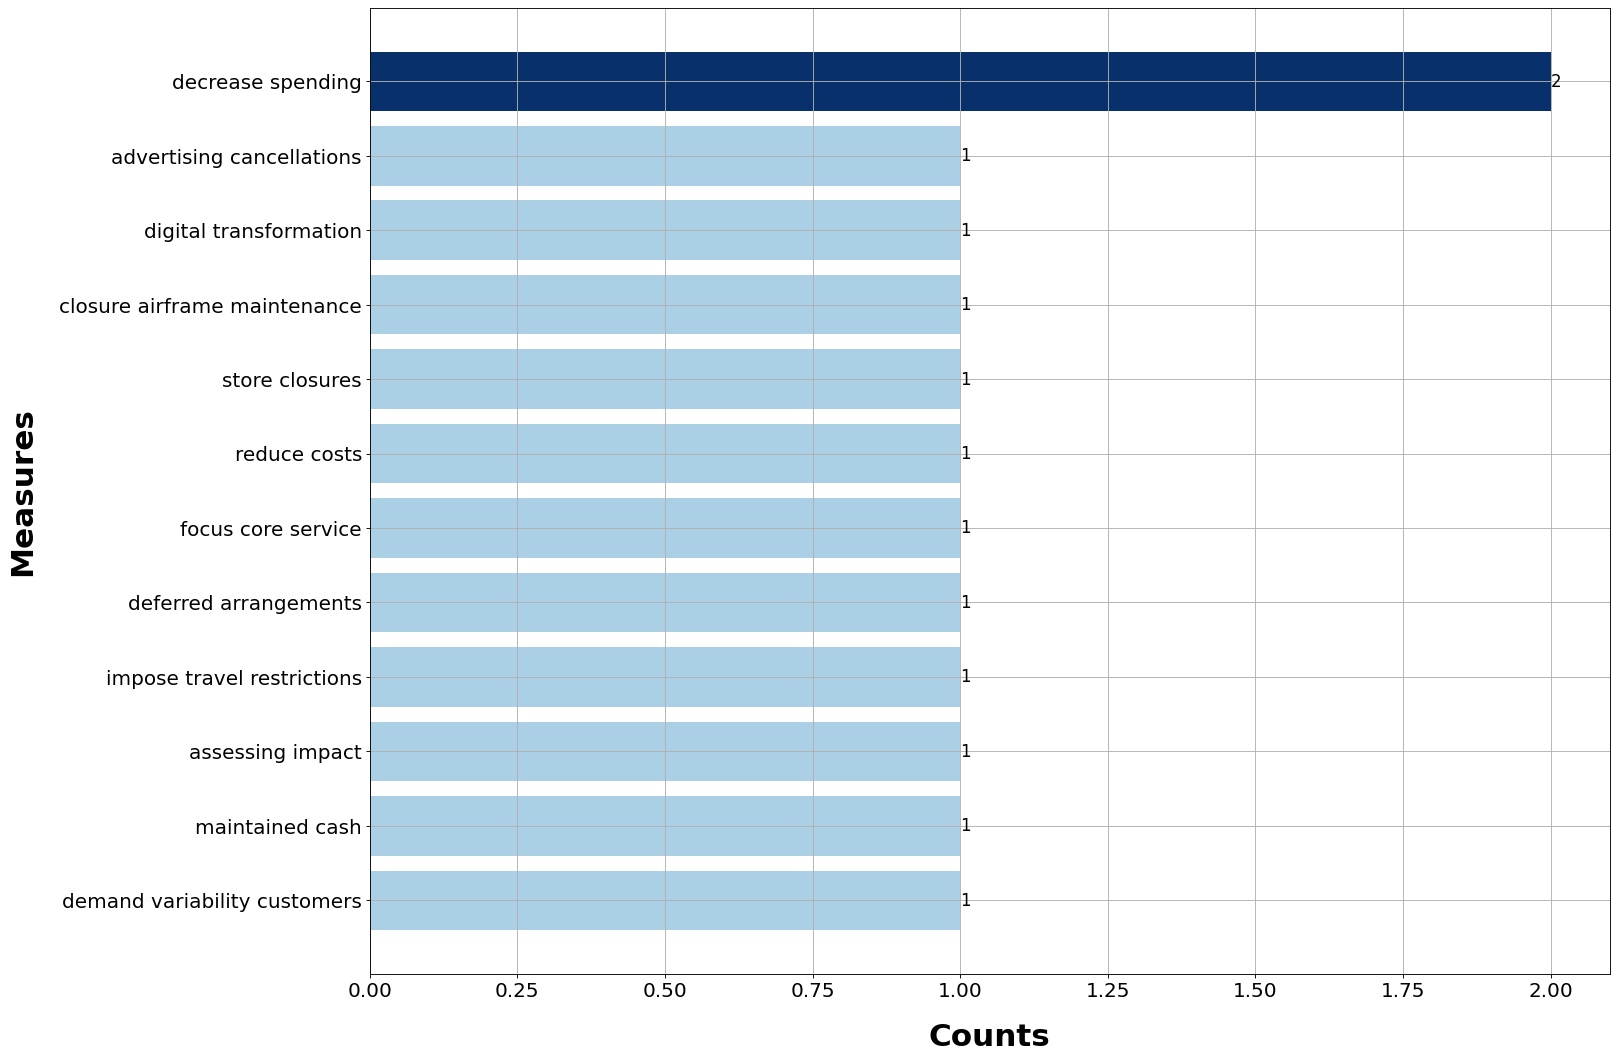 decrease spending
2
advertising cancellations
1
digital transformation
1
closure airframe maintenance
1
store closures
1
reduce costs
1
focus core service
1
deferred arrangements
1
impose travel restrictions
1
assessing impact
1
maintained cash
1
demand variability customers
1
Measures
0.00 0.25 0.50 0.75 1.00 1.25 1.50 1.75 2.00
Counts